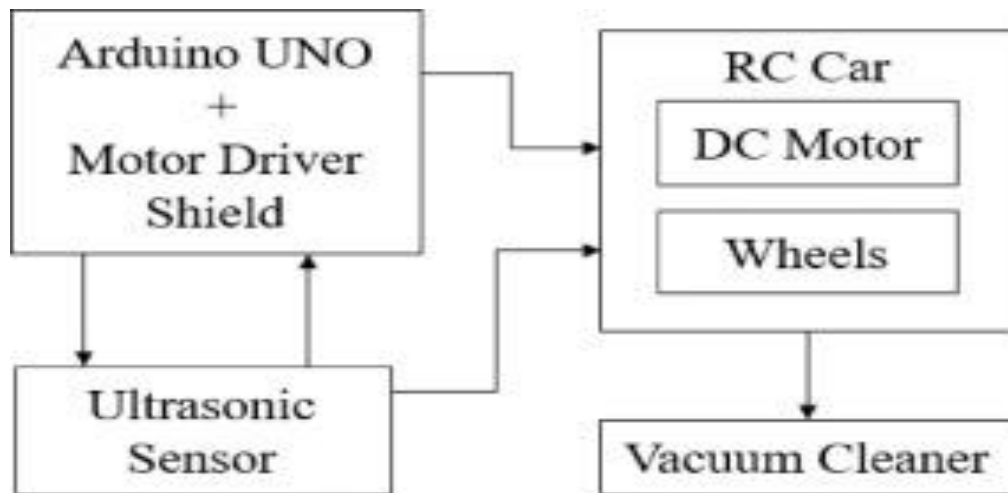 Arduino UNO
+
Motor Driver
Shield
RC Car
DC Motor
Wheels
Ultrasonic
Sensor
Vacuum Cleaner